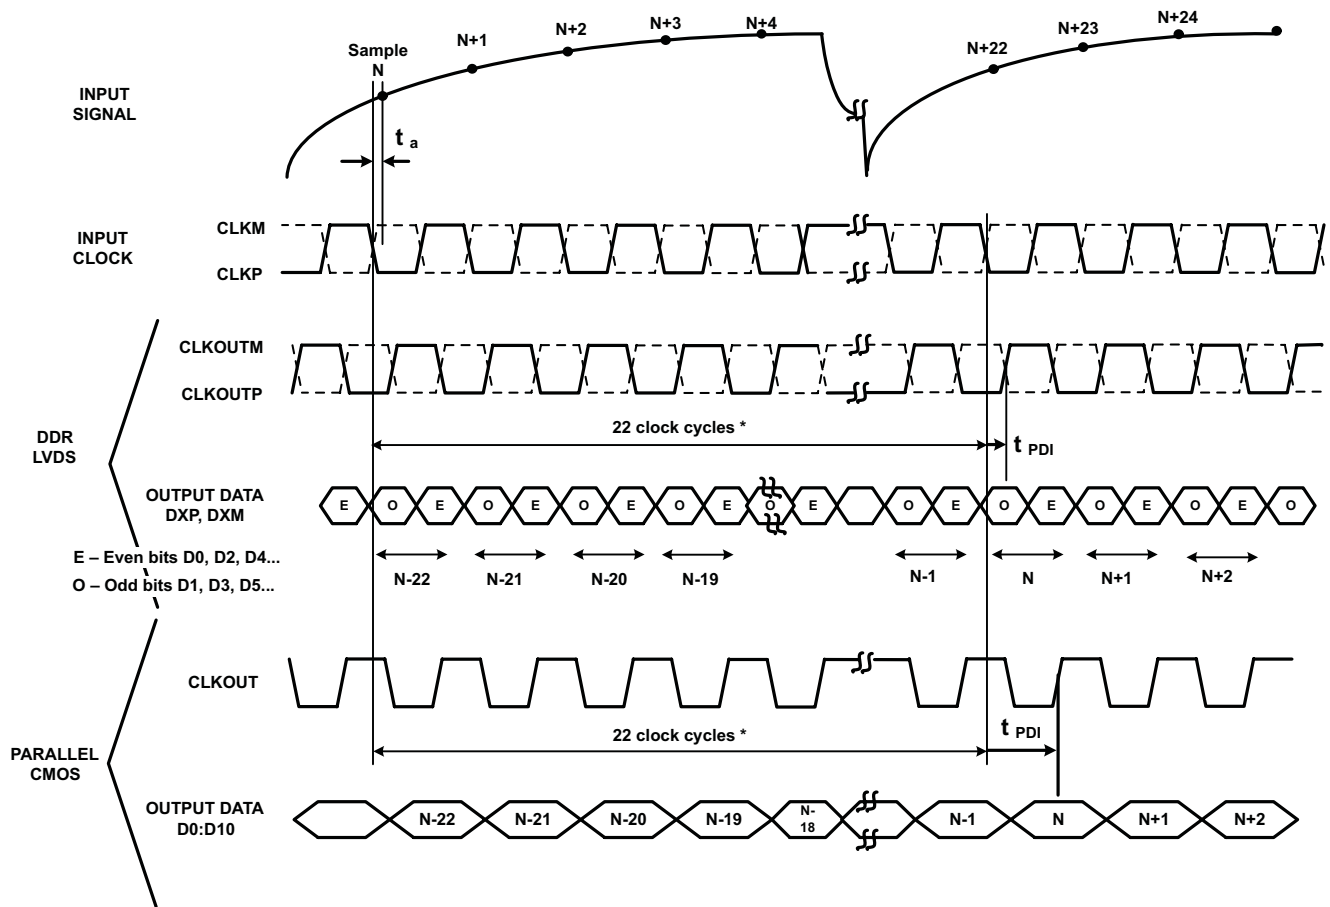 N+1
N+2
N+3
N+4
N+22
N+23
N+24
Sample
N
INPUT
SIGNAL
t a
INPUT
CLOCK
CLKM
CLKP
CLKOUTM
CLKOUTP
DDR
LVDS
22 clock cycles *
t PDI
OUTPUT DATA
DXP, DXM
E O E O E O E O E O E O E O E O E O E O
E – Even bits D0, D2, D4...
O – Odd bits D1, D3, D5...
N-22
N-21
N-20
N-19
N-1
N
N+1
N+2
CLKOUT
22 clock cycles *
t PDI
PARALLEL
CMOS
OUTPUT DATA
D0:D10
N-22
N-21
N-20
N-19
N-
18
N-1
N
N+1
N+2